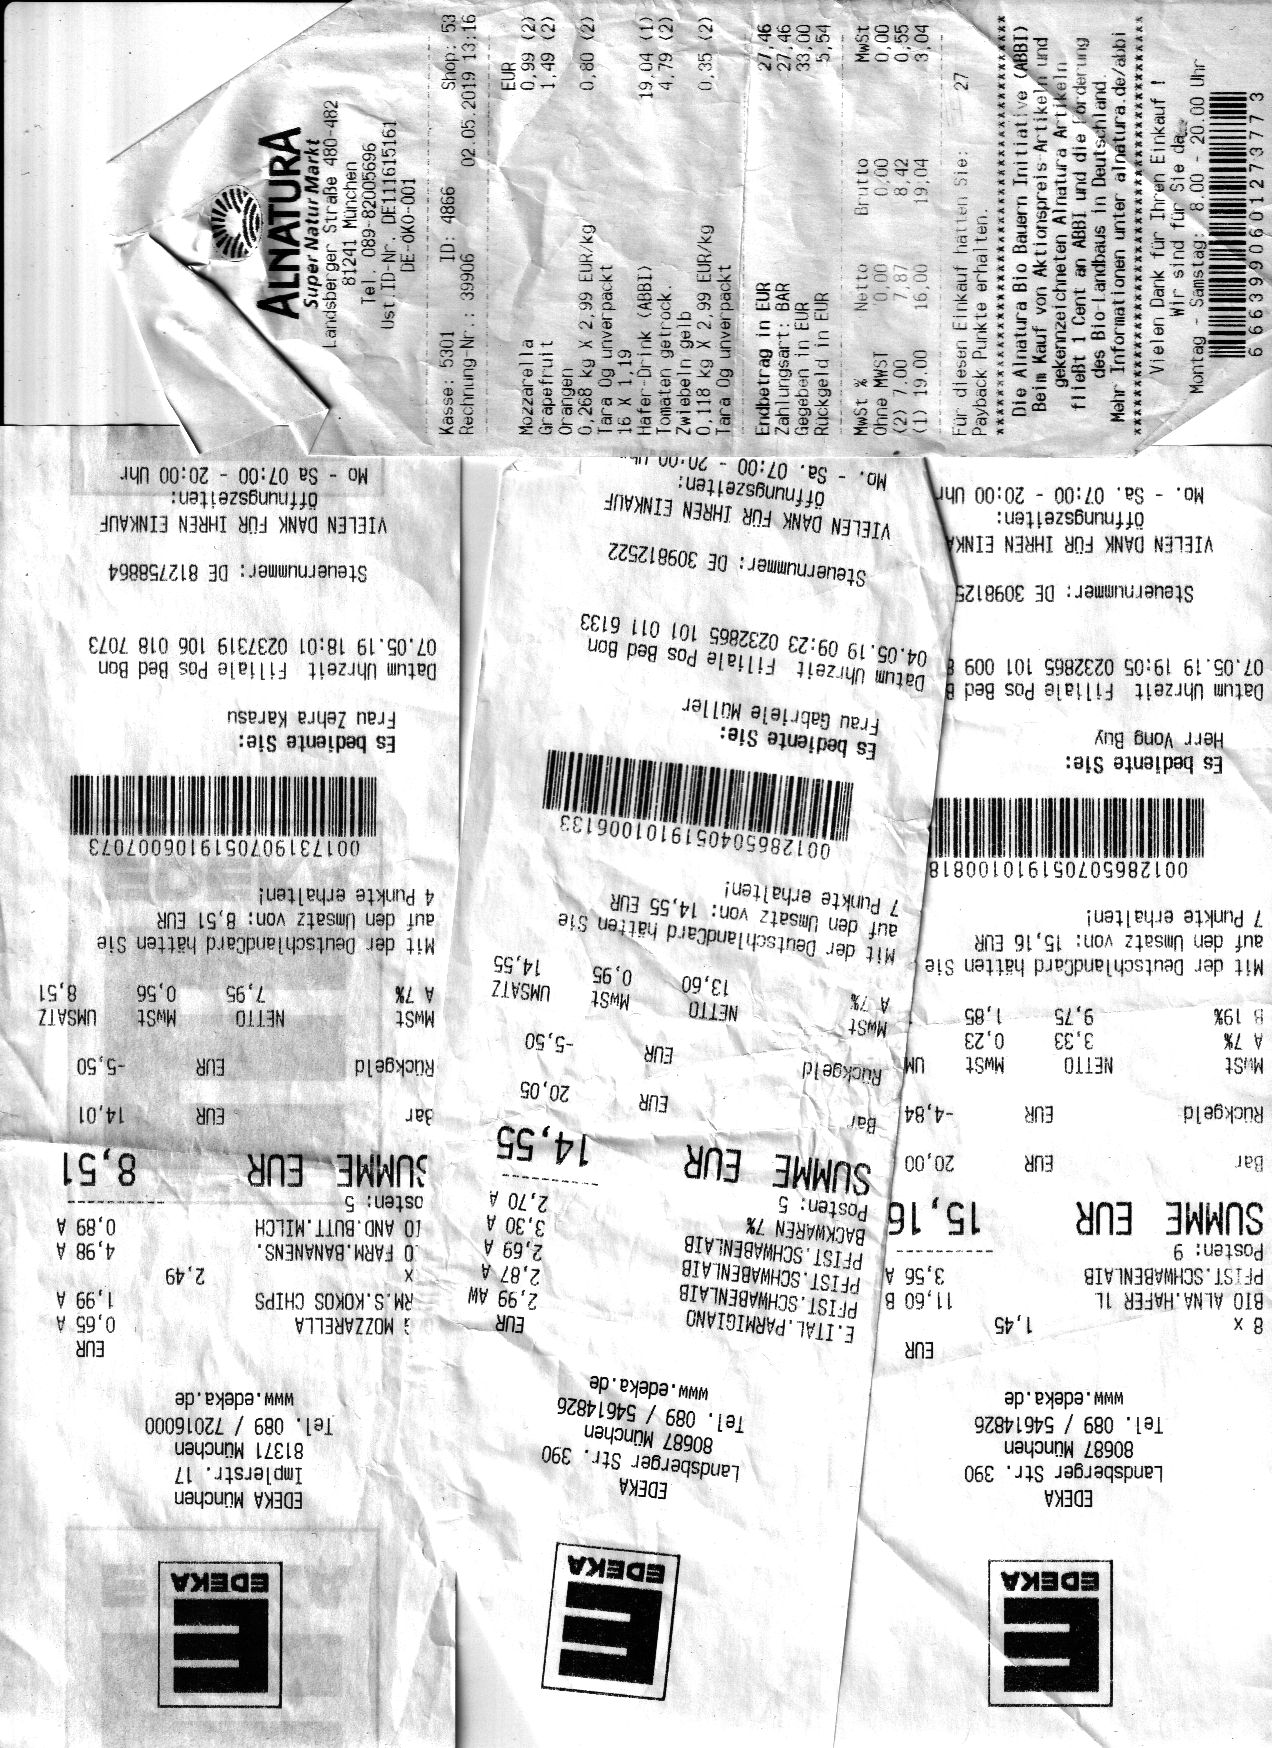 ALNATURA
Super Natur Markt
Landsberger Straße 480-482
81241 München
Tel. 089-82005696
Ust.ID-Nr. DE111615161
DE-ÖKO-001
Kasse: 5301 ID: 4866 Shop: 53
Rechnung-Nr.: 39906 02.05.2019 13:16
EUR
Mozzarella 0,99 (2)
Grapefruit 1,49 (2)
Orangen
0,268 kg X 2,99 EUR/kg 0,80 (2)
Tara 0g unverpackt
16 X 1,19
Hafer-Drink (ABBI) 19,04 (1)
Tomaten getrock. 4,79 (2)
Zwiebeln gelb
0,118 kg X 2,99 EUR/kg 0,35 (2)
Tara 0g unverpackt
Endbetrag in EUR 27,46
Zahlungsart: BAR 27,46
Gegeben in EUR 33,00
Rückgeld in EUR 5,54
MwSt % Netto Brutto MwSt
Ohne MWST 0,00 0,00 0,00
(2) 7.00 7,87 8,42 0,55
(1) 19.00 16,00 19,04 3,04
Für diesen Einkauf hätten Sie: 27
Payback Punkte erhalten.
*****************************************
Die Alnatura Bio Bauern Initiative (ABBI)
Beim Kauf von Aktionspreis-Artikeln und
gekennzeichneten Alnatura Artikeln
fließt 1 Cent an ABBI und die Förderung
des Bio-Landbaus in Deutschland.
Mehr Informationen unter alnatura.de/abbi
*****************************************
Vielen Dank für Ihren Einkauf !
Wir sind für Sie da
Montag - Samstag: 8.00 - 20.00 Uhr
6663990601273773
EDEKA
EDEKA
Landsberger Str. 390
80687 München
Tel. 089 / 54614826
www.edeka.de
EUR
8 x 1,45
BIO ALNA.HAFER 1L 11,60 B
PFIST.SCHWABENLAIB 3,56 A
Posten: 9
SUMME EUR 15,16
Bar EUR 20,00
Rückgeld EUR -4,84
MwSt NETTO MwSt UM
A 7% 3,33 0,23
B 19% 9,75 1,85
Mit der DeutschlandCard hätten Sie
auf den Umsatz von: 15,16 EUR
7 Punkte erhalten!
00128650705191010081８
Es bediente Sie:
Herr Vong Buy
Datum Uhrzeit Filiale Pos Bed B
07.05.19 19:05 0232865 101 009 8
Steuernummer: DE 3098125
VIELEN DANK FÜR IHREN EINKA
Öffnungszeiten:
Mo. - Sa. 07:00 - 20:00 Uhr
EDEKA
EDEKA
Landsberger Str. 390
80687 München
Tel. 089 / 54614826
www.edeka.de
EUR
E.ITAL.PARMIGIANO 2,99 AW
PFIST.SCHWABENLAIB 2,87 A
PFIST.SCHWABENLAIB 2,69 A
PFIST.SCHWABENLAIB 3,30 A
BACKWAREN 7% 2,70 A
Posten: 5
SUMME EUR 14,55
Bar EUR 20,05
Rückgeld EUR -5,50
MwSt NETTO MwSt UMSATZ
A 7% 13,60 0,95 14,55
Mit der DeutschlandCard hätten Sie
auf den Umsatz von: 14,55 EUR
7 Punkte erhalten!
0012865040519101006133
Es bediente Sie:
Frau Gabriele Müller
Datum Uhrzeit Filiale Pos Bed Bon
04.05.19 09:23 0232865 101 011 6133
Steuernummer: DE 309812522
VIELEN DANK FÜR IHREN EINKAUF
Öffnungszeiten:
Mo. - Sa. 07:00 - 20:00 Uhr
EDEKA
EDEKA München
Implerstr. 17
81371 München
Tel. 089 / 72016000
www.edeka.de
EUR
MOZZARELLA 0,65 A
RM.S.KOKOS CHIPS 1,99 A
x 2,49
O FARM.BANANENS. 4,98 A
IO AND.BUTT.MILCH 0,89 A
osten: 5
SUMME EUR 8,51
Bar EUR 14,01
Rückgeld EUR -5,50
MwSt NETTO MwSt UMSATZ
A 7% 7,95 0,56 8,51
Mit der DeutschlandCard hätten Sie
auf den Umsatz von: 8,51 EUR
4 Punkte erhalten!
0017319070519106007073
Es bediente Sie:
Frau Zehra Karasu
Datum Uhrzeit Filiale Pos Bed Bon
07.05.19 18:01 0237319 106 018 7073
Steuernummer: DE 812758864
VIELEN DANK FÜR IHREN EINKAUF
Öffnungszeiten:
Mo - Sa 07:00 - 20:00 Uhr